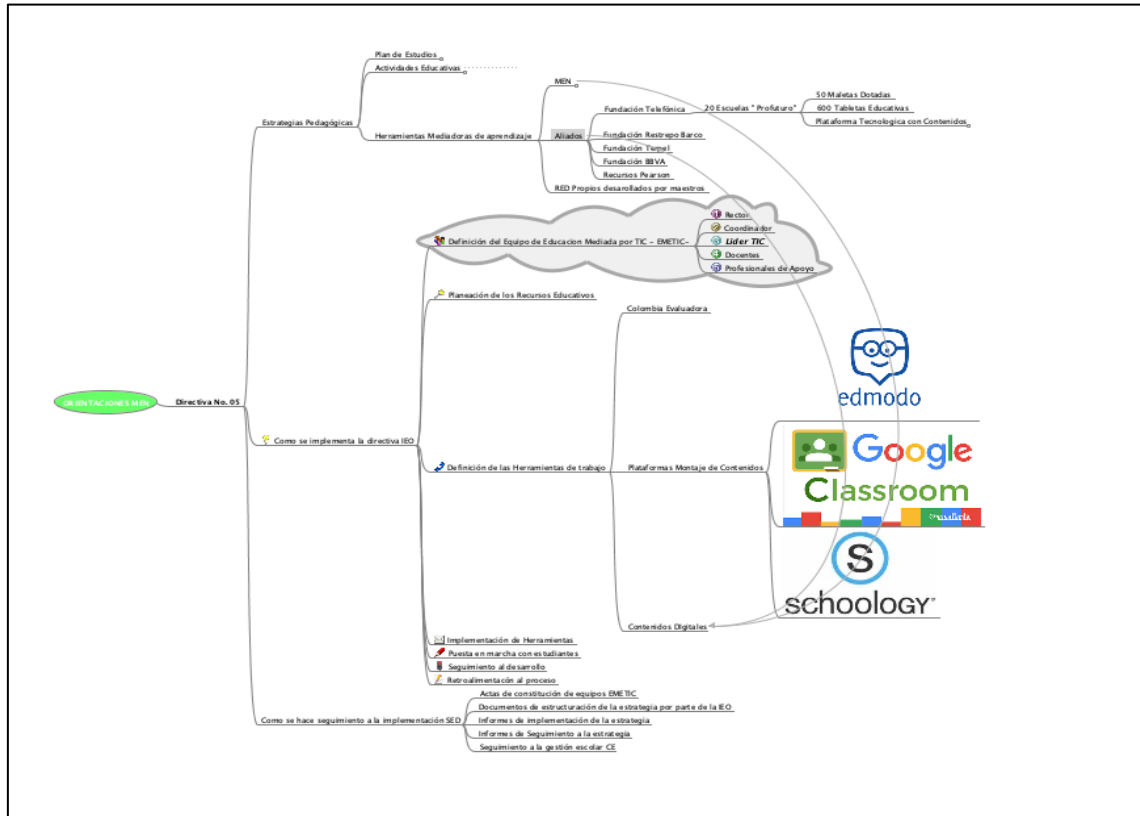 ORIENTACIONES MEN
Directiva No. 05
Estrategias Pedagógicas
Plan de Estudios
Actividades Educativas
Herramientas Mediadoras de aprendizaje
MEN
Aliados
Fundación Telefónica
20 Escuelas " Profuturo"
50 Maletas Dotadas
600 Tabletas Educativas
Plataforma Tecnologica con Contenidos
Fundación Restrepo Barco
Fundación Terpel
Fundación BBVA
Recursos Pearson
RED Propios desarollados por maestros
Como se implementa la directiva IEO
Definición del Equipo de Educacion Mediada por TIC - EMETIC-
Rector
Coordinador
Lider TIC
Docentes
Profesionales de Apoyo
Planeación de los Recursos Educativos
Definición de las Herramientas de trabajo
Colombia Evaluadora
Plataformas Montaje de Contenidos
edmodo
Google
Classroom
S
schoology
Contenidos DIgitales
Implementación de Herramientas
Puesta en marcha con estudiantes
Seguimiento al desarrollo
Retroalimentacón al proceso
Como se hace seguimiento a la implementación SED
Actas de constitución de equipos EMETIC
Documentos de estructuración de la estrategia por parte de la IEO
Informes de implementación de la estrategia
Informes de Seguimiento a la estrategía
Seguimiento a la gestión escolar CE